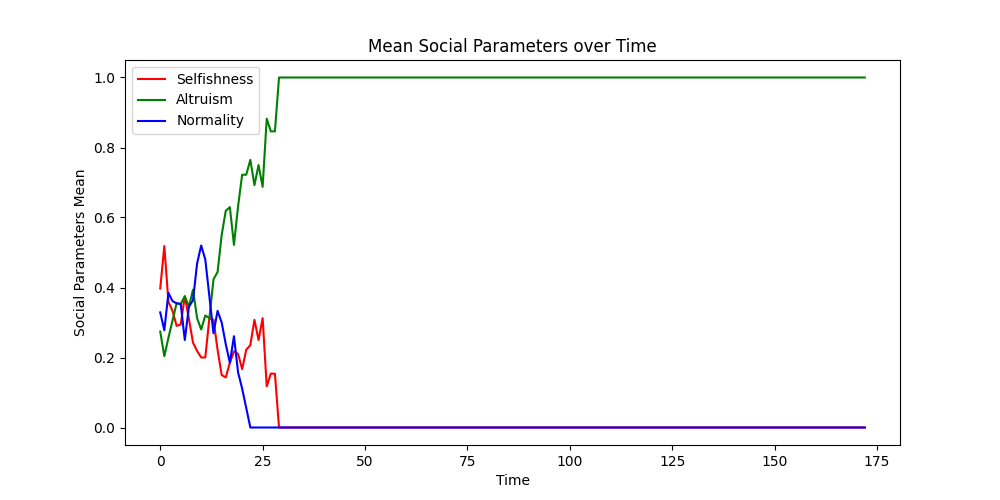 Mean Social Parameters over Time
Selfishness
Altruism
Normality
1.0
0.8
0.6
0.4
0.2
0.0
Social Parameters Mean
0 25 50 75 100 125 150 175
Time